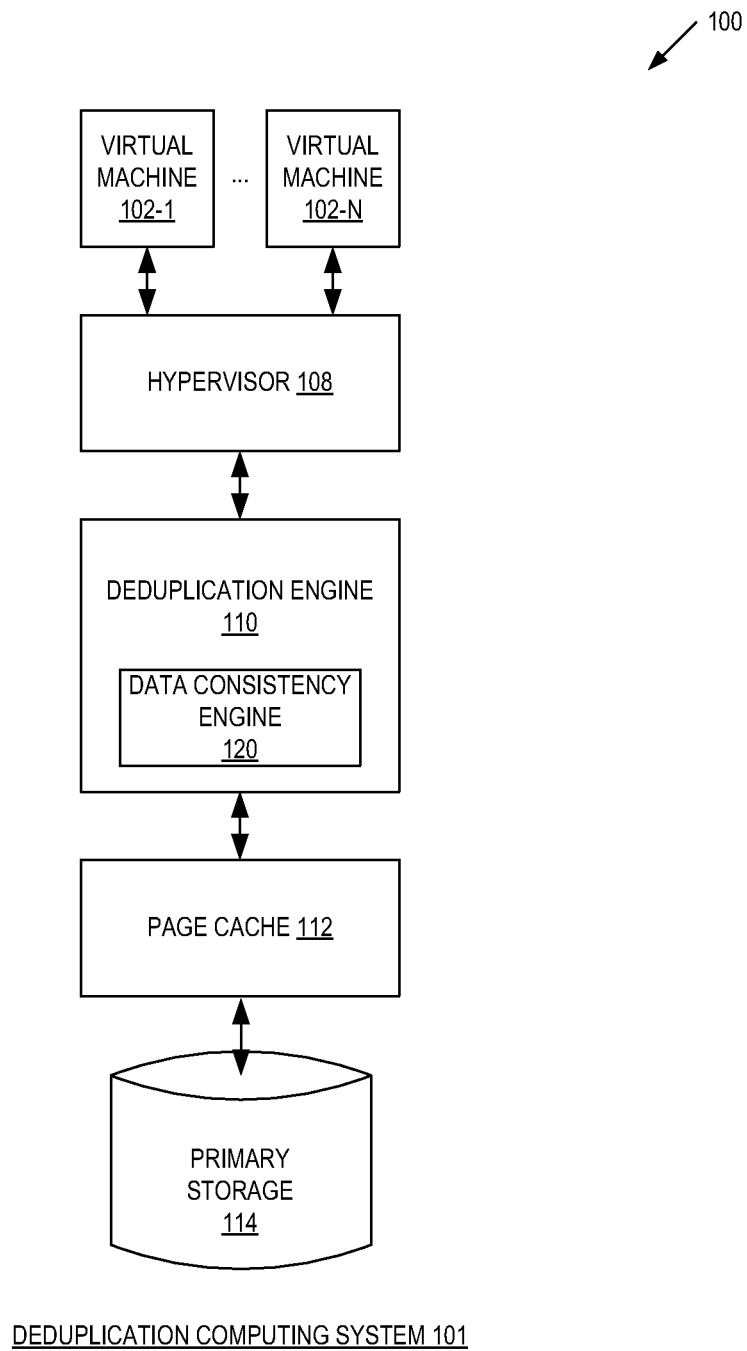 100
VIRTUAL
MACHINE
102-1
...
VIRTUAL
MACHINE
102-N
HYPERVISOR 108
DEDUPLICATION ENGINE
110
DATA CONSISTENCY
ENGINE
120
PAGE CACHE 112
PRIMARY
STORAGE
114
DEDUPLICATION COMPUTING SYSTEM 101